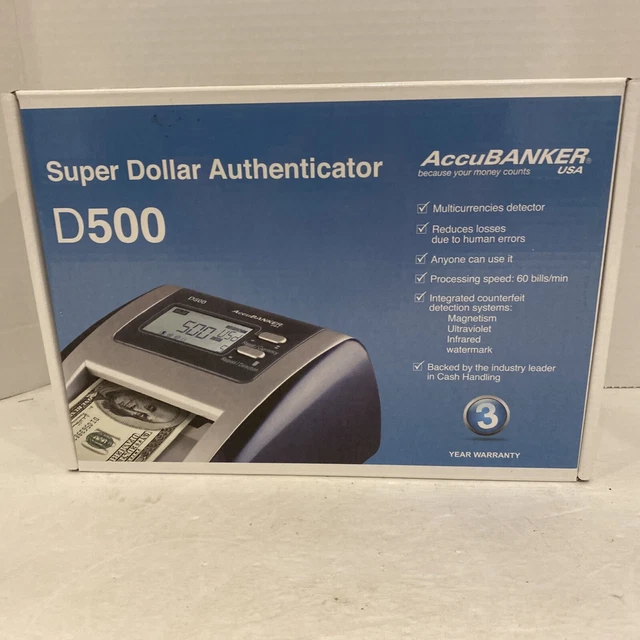 Super Dollar Authenticator
D500
AccuBANKER®
USA
because your money counts
Multicurrencies detector
Reduces losses
due to human errors
Anyone can use it
Processing speed: 60 bills/min
Integrated counterfeit
detection systems:
Magnetism
Ultraviolet
Infrared
watermark
Backed by the industry leader
in Cash Handling
3
YEAR WARRANTY
D500
AccuBANKER
500